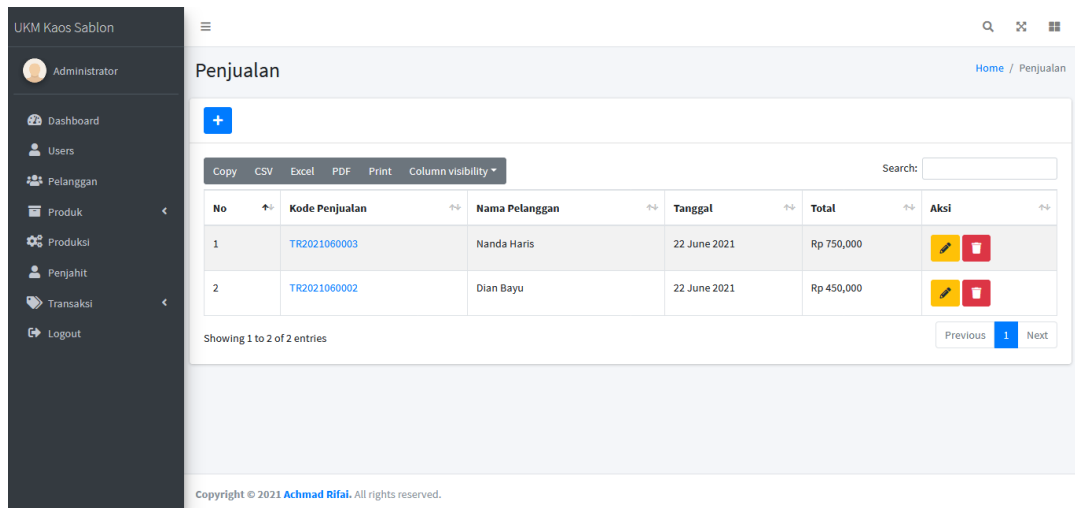 UKM Kaos Sablon
Administrator
Dashboard
Users
Pelanggan
Produk
Produksi
Penjahit
Transaksi
Logout
Penjualan
Home / Penjualan
+
Copy CSV Excel PDF Print Column visibility
Search:
No Kode Penjualan Nama Pelanggan Tanggal Total Aksi
1 TR2021060003 Nanda Haris 22 June 2021 Rp 750,000
2 TR2021060002 Dian Bayu 22 June 2021 Rp 450,000
Showing 1 to 2 of 2 entries
Previous 1 Next
Copyright © 2021 Achmad Rifai. All rights reserved.